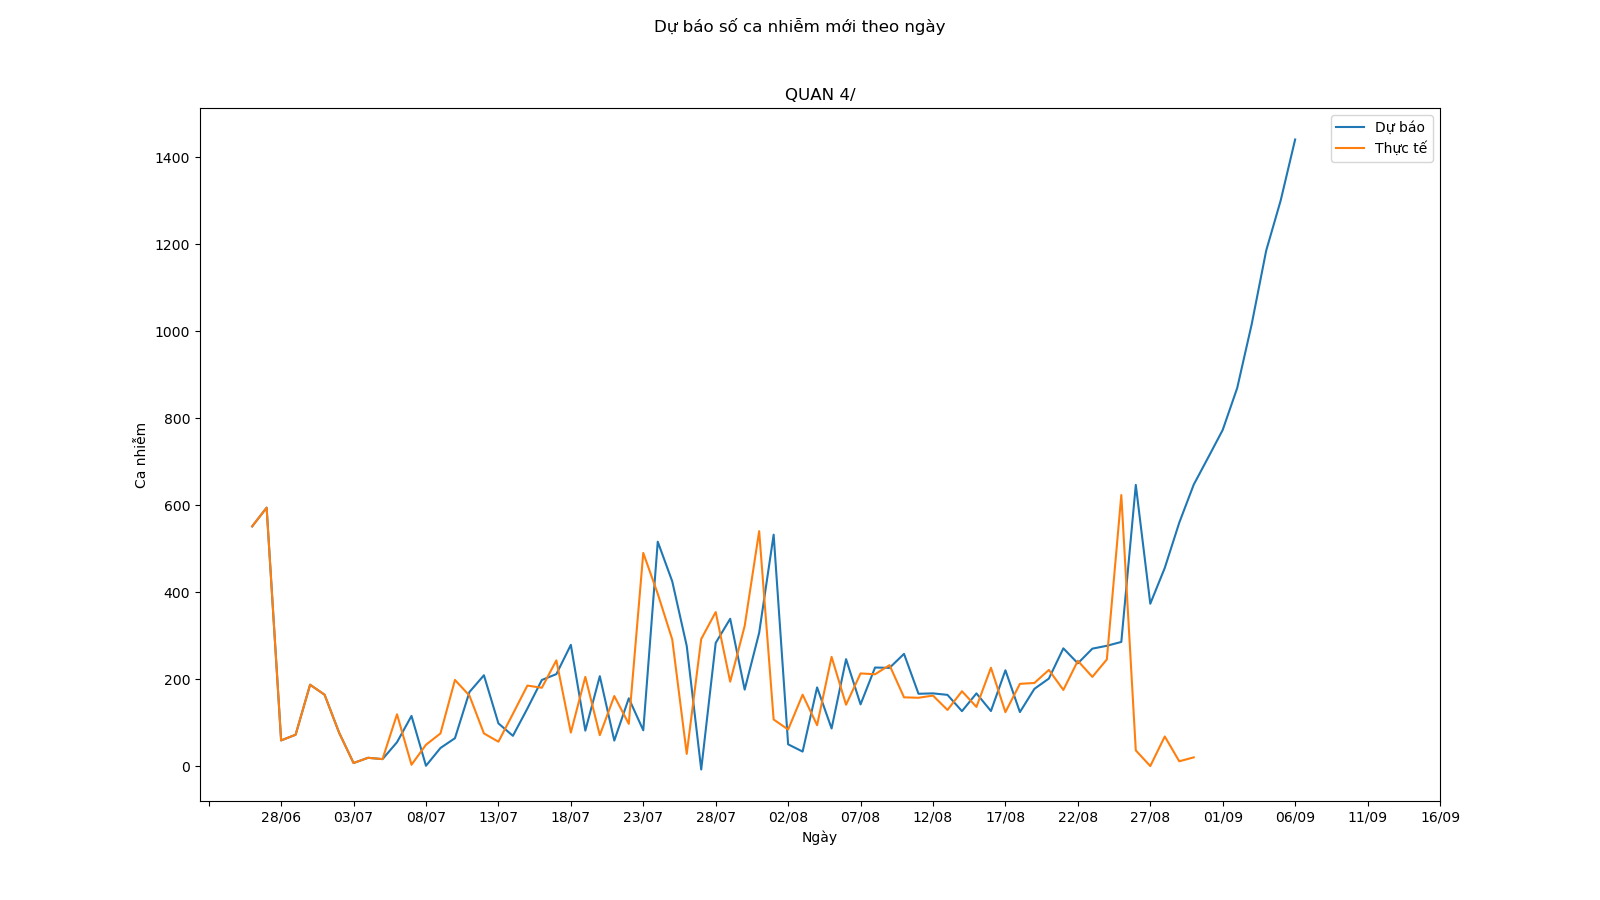 Dự báo số ca nhiễm mới theo ngày
QUAN 4/
Dự báo
Thực tế
1400
1200
1000
800
600
400
200
0
Ca nhiễm
28/06 03/07 08/07 13/07 18/07 23/07 28/07 02/08 07/08 12/08 17/08 22/08 27/08 01/09 06/09 11/09 16/09
Ngày